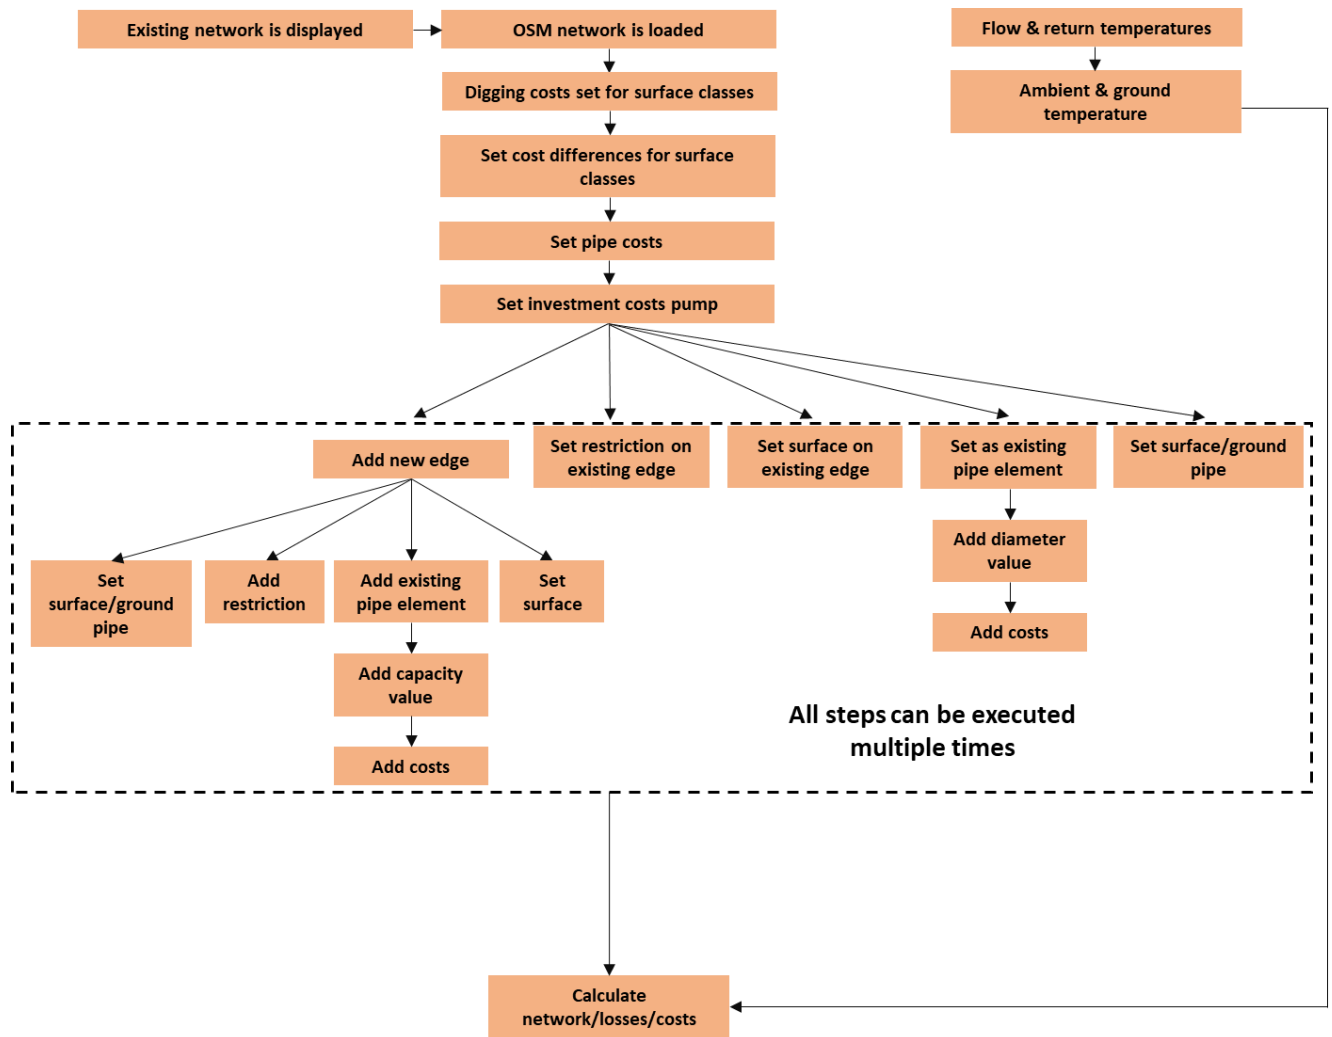 Existing network is displayed
OSM network is loaded
Flow & return temperatures
Digging costs set for surface classes
Ambient & ground
temperature
Set cost differences for surface
classes
Set pipe costs
Set investment costs pump
Add new edge
Set restriction on
existing edge
Set surface on
existing edge
Set as existing
pipe element
Set surface/ground
pipe
Set
surface/ground
pipe
Add
restriction
Add existing
pipe element
Set
surface
Add diameter
value
Add costs
Add capacity
value
Add costs
All steps can be executed
multiple times
Calculate
network/losses/costs